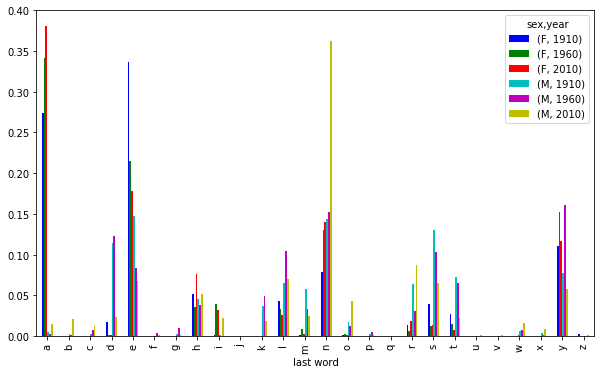 0.40
0.35
0.30
0.25
0.20
0.15
0.10
0.05
0.00
sex,year
(F, 1910)
(F, 1960)
(F, 2010)
(M, 1910)
(M, 1960)
(M, 2010)
a b c d e f g h i j k l m n o p q r s t u v w x y z
last word